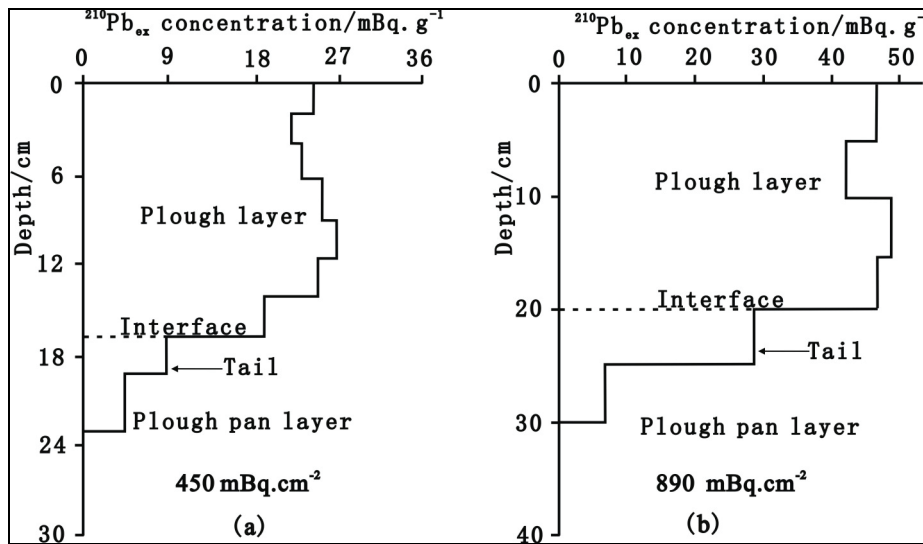 ²¹⁰Pbₑₓ concentration/mBq.g⁻¹
0 9 18 27 36
0
6
12
18
24
30
Depth/cm
Plough layer
Interface
Tail
Plough pan layer
450 mBq.cm⁻²
(a)
²¹⁰Pbₑₓ concentration/mBq.g⁻¹
0 10 20 30 40 50
0
10
20
30
40
Depth/cm
Plough layer
Interface
Tail
Plough pan layer
890 mBq.cm⁻²
(b)